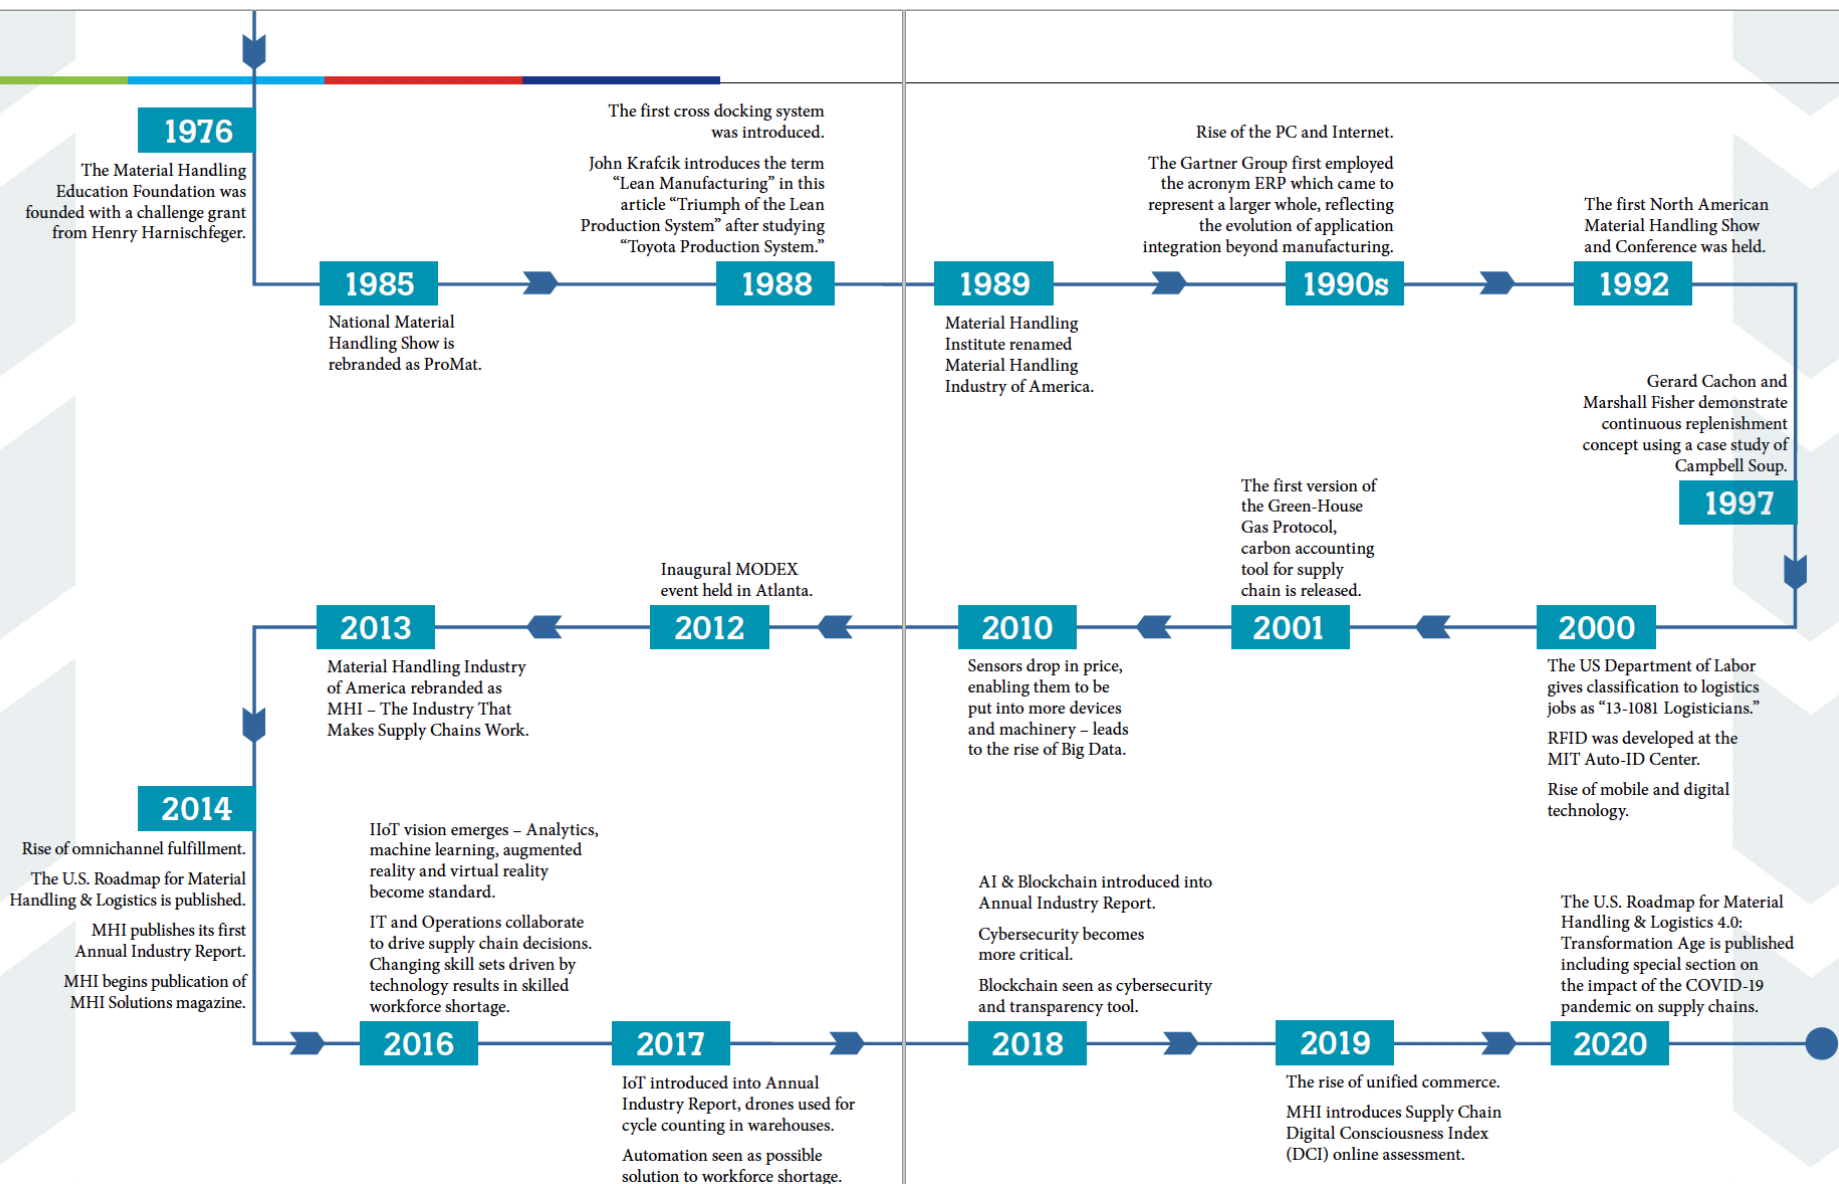 1976
The Material Handling
Education Foundation was
founded with a challenge grant
from Henry Harnischfeger.
1985
National Material
Handling Show is
rebranded as ProMat.
The first cross docking system
was introduced.
John Krafcik introduces the term
“Lean Manufacturing” in this
article “Triumph of the Lean
Production System” after studying
“Toyota Production System.”
1988
1989
Material Handling
Institute renamed
Material Handling
Industry of America.
Rise of the PC and Internet.
The Gartner Group first employed
the acronym ERP which came to
represent a larger whole, reflecting
the evolution of application
integration beyond manufacturing.
1990s
The first North American
Material Handling Show
and Conference was held.
1992
Gerard Cachon and
Marshall Fisher demonstrate
continuous replenishment
concept using a case study of
Campbell Soup.
1997
2000
The US Department of Labor
gives classification to logistics
jobs as “13-1081 Logisticians.”
RFID was developed at the
MIT Auto-ID Center.
Rise of mobile and digital
technology.
The first version of
the Green-House
Gas Protocol,
carbon accounting
tool for supply
chain is released.
2001
2010
Sensors drop in price,
enabling them to be
put into more devices
and machinery – leads
to the rise of Big Data.
Inaugural MODEX
event held in Atlanta.
2012
2013
Material Handling Industry
of America rebranded as
MHI – The Industry That
Makes Supply Chains Work.
2014
Rise of omnichannel fulfillment.
The U.S. Roadmap for Material
Handling & Logistics is published.
MHI publishes its first
Annual Industry Report.
MHI begins publication of
MHI Solutions magazine.
IIoT vision emerges – Analytics,
machine learning, augmented
reality and virtual reality
become standard.
IT and Operations collaborate
to drive supply chain decisions.
Changing skill sets driven by
technology results in skilled
workforce shortage.
2016
2017
IoT introduced into Annual
Industry Report, drones used for
cycle counting in warehouses.
Automation seen as possible
solution to workforce shortage.
AI & Blockchain introduced into
Annual Industry Report.
Cybersecurity becomes
more critical.
Blockchain seen as cybersecurity
and transparency tool.
2018
2019
The rise of unified commerce.
MHI introduces Supply Chain
Digital Consciousness Index
(DCI) online assessment.
The U.S. Roadmap for Material
Handling & Logistics 4.0:
Transformation Age is published
including special section on
the impact of the COVID-19
pandemic on supply chains.
2020